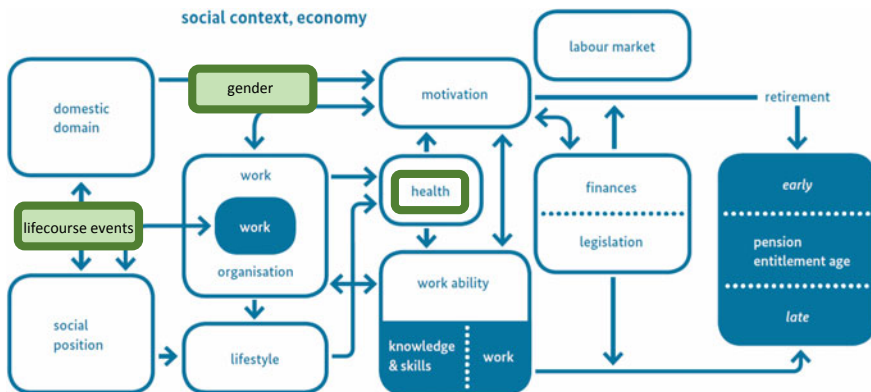 social context, economy
labour market
gender
motivation
retirement
domestic
domain
work
work
organisation
health
finances
legislation
early
pension
entitlement age
late
lifecourse events
work ability
knowledge
& skills
work
social
position
lifestyle